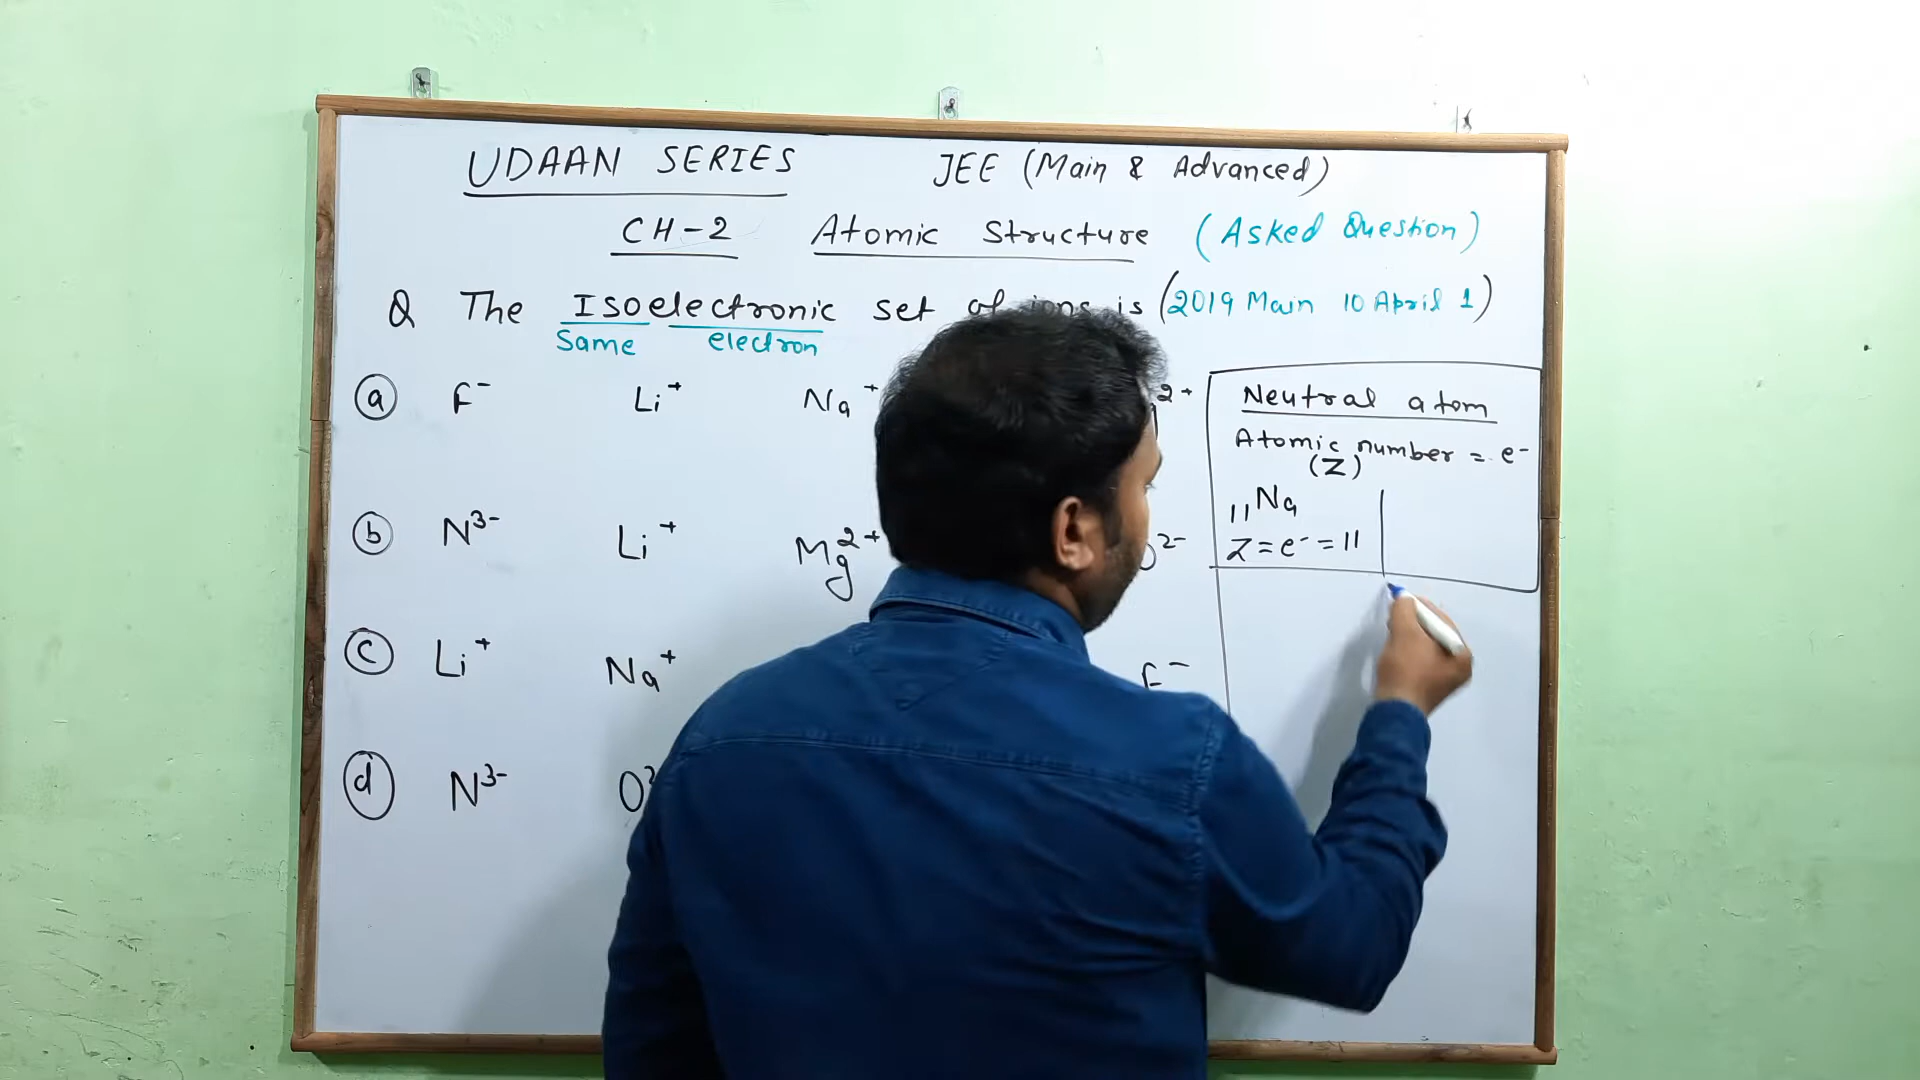 UDAAN SERIES JEE (Main & Advanced)
CH-2 Atomic Structure (Asked Question)
Q The Isoelectronic set of ions is (2019 Main 10 April 1)
Same electron
(a) F⁻ Li⁺ Na⁺ 2+
(b) N³⁻ Li⁺ Mg²⁺ 2-
(c) Li⁺ Na⁺ F⁻
(d) N³⁻ O
Neutral atom
Atomic number = e⁻
(Z)
₁₁Na
Z = e⁻ = 11